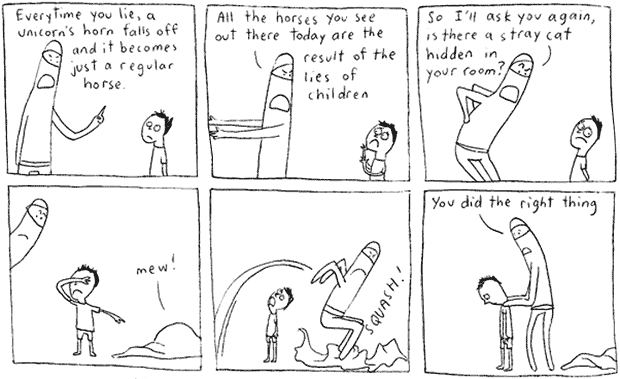 Everytime you lie, a
unicorn's horn falls off
and it becomes
just a regular
horse.
All the horses you see
out there today are the
result of the
lies of
children
So I'll ask you again,
is there a stray cat
hidden in
your room?
mew!
SQUASH!
You did the right thing